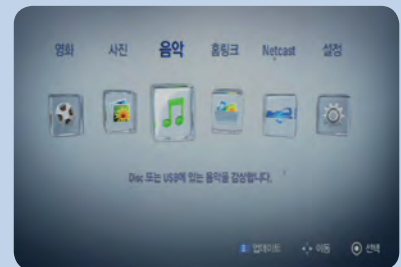 영화 사진 음악 홈링크 Netcast 설정
Disc 또는 USB에 있는 음악을 감상합니다.
업데이트 이동 선택